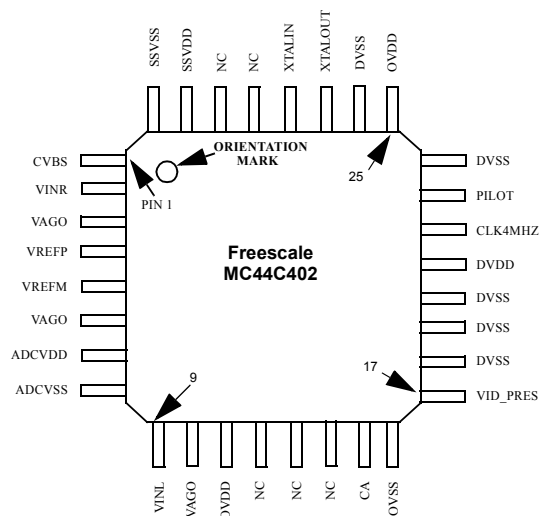 SSVSS
SSVDD
NC
NC
XTALIN
XTALOUT
DVSS
OVDD
ORIENTATION
MARK
25
PIN 1
CVBS
VINR
VAGO
VREFP
VREFM
VAGO
ADCVDD
ADCVSS
Freescale
MC44C402
DVSS
PILOT
CLK4MHZ
DVDD
DVSS
DVSS
DVSS
VID_PRES
17
9
VINL
VAGO
OVDD
NC
NC
NC
CA
OVSS